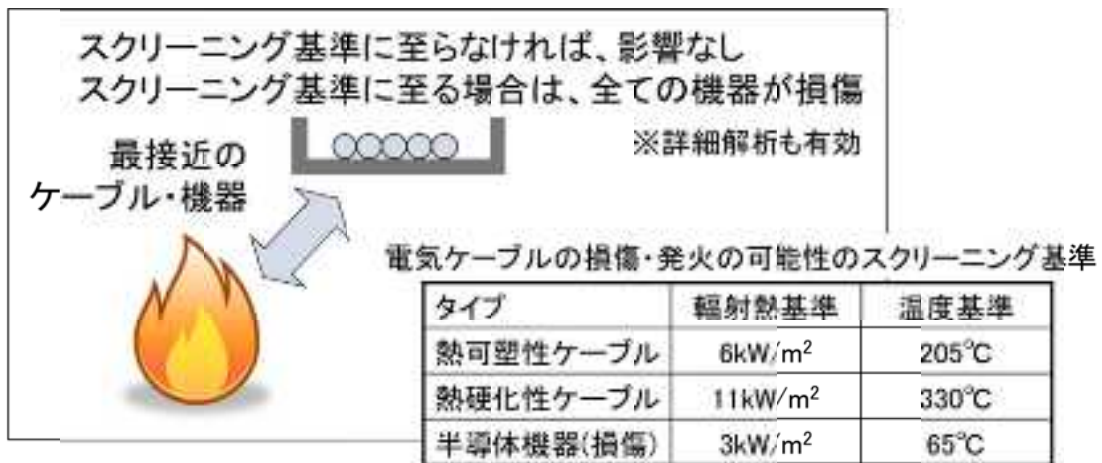 スクリーニング基準に至らなければ、影響なし
スクリーニング基準に至る場合は、全ての機器が損傷
※詳細解析も有効
最接近の
ケーブル・機器
電気ケーブルの損傷・発火の可能性のスクリーニング基準
タイプ 輻射熱基準 温度基準
熱可塑性ケーブル 6kW/m² 205℃
熱硬化性ケーブル 11kW/m² 330℃
半導体機器(損傷) 3kW/m² 65℃